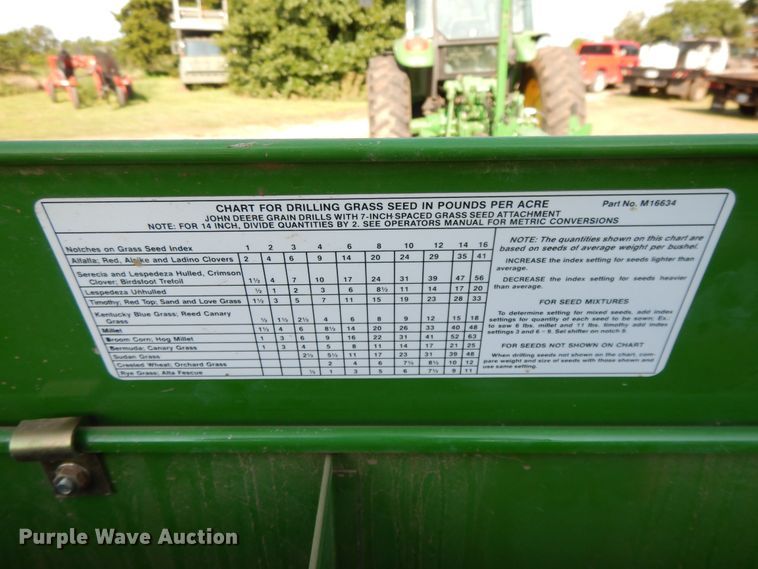 CHART FOR DRILLING GRASS SEED IN POUNDS PER ACRE Part No. M16634
JOHN DEERE GRAIN DRILLS WITH 7-INCH SPACED GRASS SEED ATTACHMENT
NOTE: FOR 14 INCH, DIVIDE QUANTITIES BY 2. SEE OPERATORS MANUAL FOR METRIC CONVERSIONS
Notches on Grass Seed Index 1 2 3 4 6 8 10 12 14 16
Alfalfa; Red, Alsike and Ladino Clovers 2 4 6 9 14 20 24 29 35 41
Serecia and Lespedeza Hulled, Crimson
Clover; Birdsfoot Trefoil 1½ 4 7 10 17 24 31 39 47 56
Lespedeza Unhulled ½ 1 2 3 6 8½ 11 14 17 20
Timothy; Red Top; Sand and Love Grass 1½ 3 5 7 11 15 19 23 28 33
Kentucky Blue Grass; Reed Canary
Grass ½ 1½ 2½ 4 6 8 9 12 15 18
Millet 1½ 4 6 8½ 14 20 26 33 40 48
Broom Corn; Hog Millet 1 3 6 9 16 22 31 41 52 63
Bermuda; Canary Grass 1 3 4 5 8 11 14 17 21 25
Sudan Grass 2½ 5½ 11 17 23 31 39 48
Crested Wheat; Orchard Grass 2 4 6 7½ 8½ 10 12
Rye Grass; Alta Fescue ½ 1 3 5 6 7½ 9 11
NOTE: The quantities shown on this chart are
based on seeds of average weight per bushel.
INCREASE the index setting for seeds lighter than
average.
DECREASE the index setting for seeds heavier
than average.
FOR SEED MIXTURES
To determine setting for mixed seeds, add index
settings for quantity of each seed to be sown; Ex.:
to sow 6 lbs. millet and 11 lbs. timothy add index
settings 3 and 6 = 9. Set shifter on notch 9.
FOR SEEDS NOT SHOWN ON CHART
When drilling seeds not shown on the chart, com-
pare weight and size of seeds with those shown and
use same setting.
Purple Wave Auction